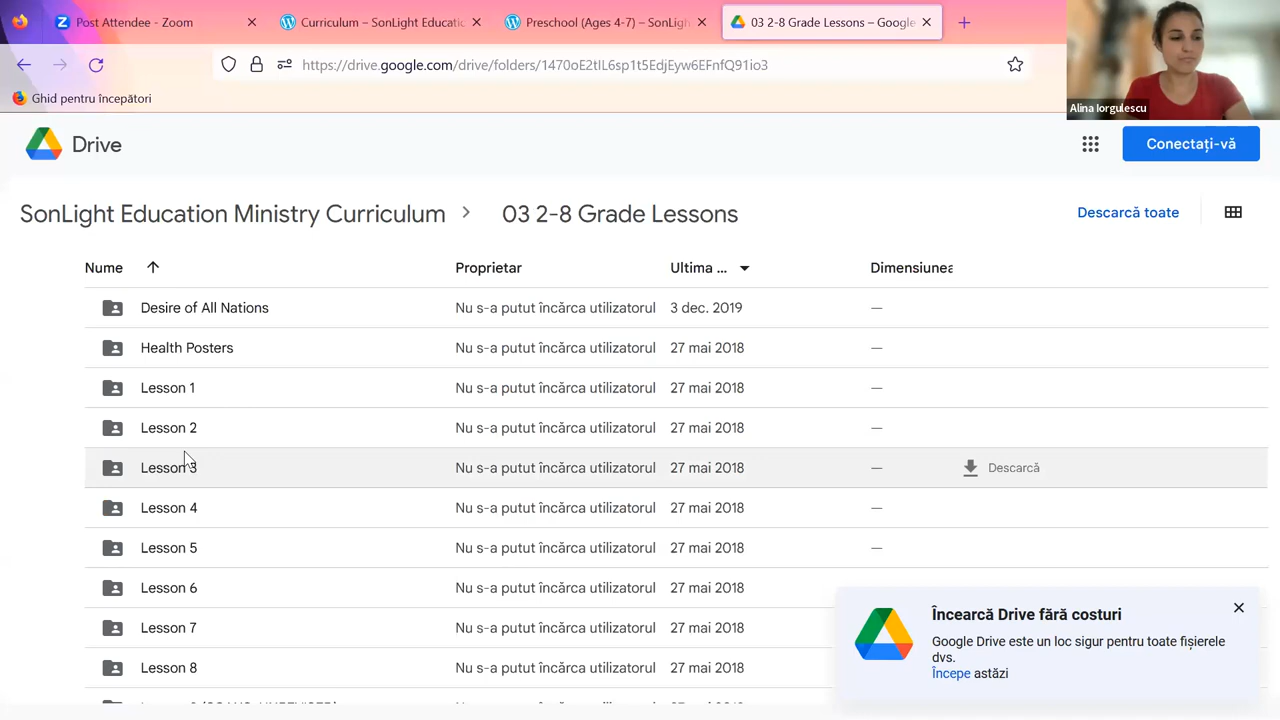 Post Attendee - Zoom
Curriculum – SonLight Educatic
Preschool (Ages 4-7) – SonLigh
03 2-8 Grade Lessons – Google
https://drive.google.com/drive/folders/1470oE2tIL6sp1t5EdjEyw6EFnfQ91io3
Ghid pentru începători
Alina Iorgulescu
Drive
Conectați-vă
SonLight Education Ministry Curriculum > 03 2-8 Grade Lessons
Descarcă toate
Nume Proprietar Ultima ... Dimensiunea
Desire of All Nations Nu s-a putut încărca utilizatorul 3 dec. 2019 —
Health Posters Nu s-a putut încărca utilizatorul 27 mai 2018 —
Lesson 1 Nu s-a putut încărca utilizatorul 27 mai 2018 —
Lesson 2 Nu s-a putut încărca utilizatorul 27 mai 2018 —
Lesson 3 Nu s-a putut încărca utilizatorul 27 mai 2018 — Descarcă
Lesson 4 Nu s-a putut încărca utilizatorul 27 mai 2018 —
Lesson 5 Nu s-a putut încărca utilizatorul 27 mai 2018 —
Lesson 6 Nu s-a putut încărca utilizatorul 27 mai 2018
Lesson 7 Nu s-a putut încărca utilizatorul 27 mai 2018
Lesson 8 Nu s-a putut încărca utilizatorul 27 mai 2018
Încearcă Drive fără costuri
Google Drive este un loc sigur pentru toate fișierele
dvs.
Începe astăzi